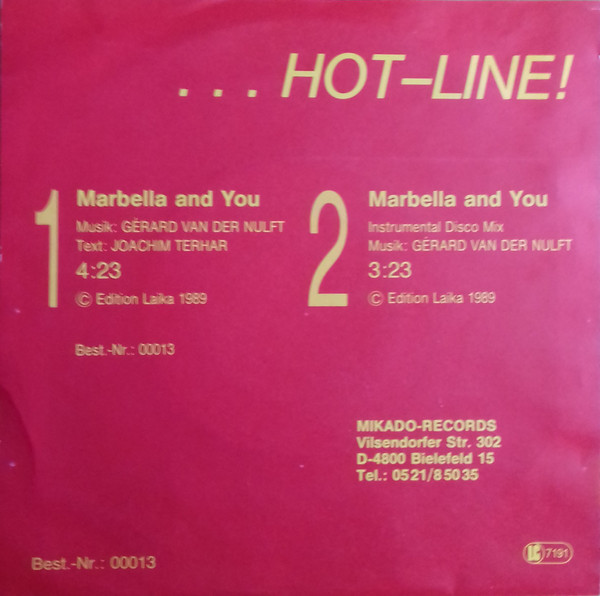 . . . HOT–LINE!
1
Marbella and You
Musik: GÉRARD VAN DER NULFT
Text: JOACHIM TERHAR
4:23
© Edition Laika 1989
2
Marbella and You
Instrumental Disco Mix
Musik: GÉRARD VAN DER NULFT
3:23
© Edition Laika 1989
Best.-Nr.: 00013
MIKADO-RECORDS
Vilsendorfer Str. 302
D-4800 Bielefeld 15
Tel.: 0521/85035
Best.-Nr.: 00013
LC 7191